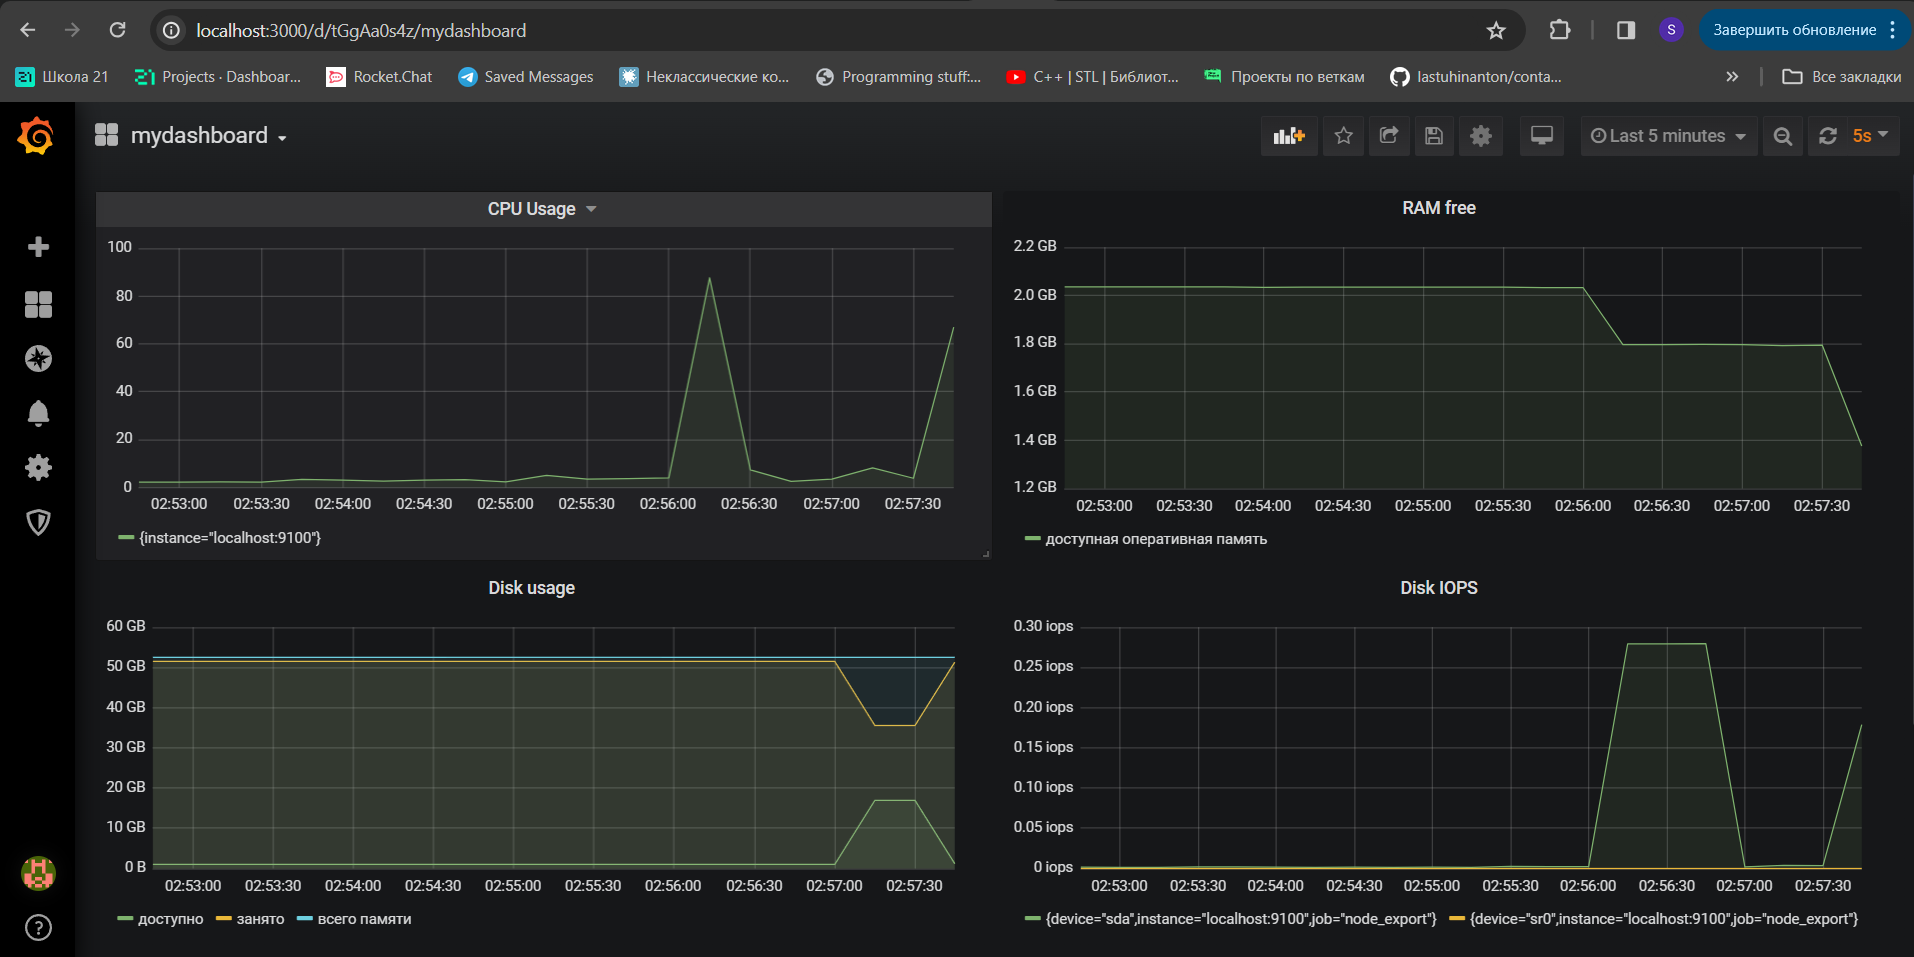 localhost:3000/d/tGgAa0s4z/mydashboard
S
Завершить обновление
Школа 21
Projects · Dashboar...
Rocket.Chat
Saved Messages
Неклассические ко...
Programming stuff:...
C++ | STL | Библиот...
Проекты по веткам
lastuhinanton/conta...
»
Все закладки
mydashboard
Last 5 minutes
5s
CPU Usage
100
80
60
40
20
0
02:53:00 02:53:30 02:54:00 02:54:30 02:55:00 02:55:30 02:56:00 02:56:30 02:57:00 02:57:30
{instance="localhost:9100"}
RAM free
2.2 GB
2.0 GB
1.8 GB
1.6 GB
1.4 GB
1.2 GB
02:53:00 02:53:30 02:54:00 02:54:30 02:55:00 02:55:30 02:56:00 02:56:30 02:57:00 02:57:30
доступная оперативная память
Disk usage
60 GB
50 GB
40 GB
30 GB
20 GB
10 GB
0 B
02:53:00 02:53:30 02:54:00 02:54:30 02:55:00 02:55:30 02:56:00 02:56:30 02:57:00 02:57:30
доступно занято всего памяти
Disk IOPS
0.30 iops
0.25 iops
0.20 iops
0.15 iops
0.10 iops
0.05 iops
0 iops
02:53:00 02:53:30 02:54:00 02:54:30 02:55:00 02:55:30 02:56:00 02:56:30 02:57:00 02:57:30
{device="sda",instance="localhost:9100",job="node_export"} {device="sr0",instance="localhost:9100",job="node_export"}